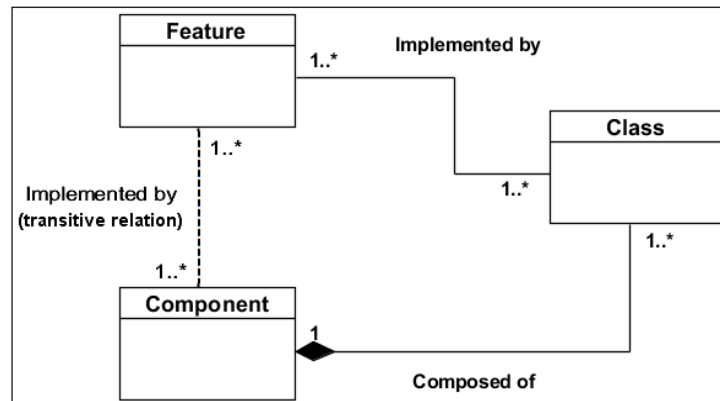 Feature
Implemented by
1..*
Class
1..*
Implemented by
(transitive relation)
1..*
1..*
1..*
Component
1
Composed of